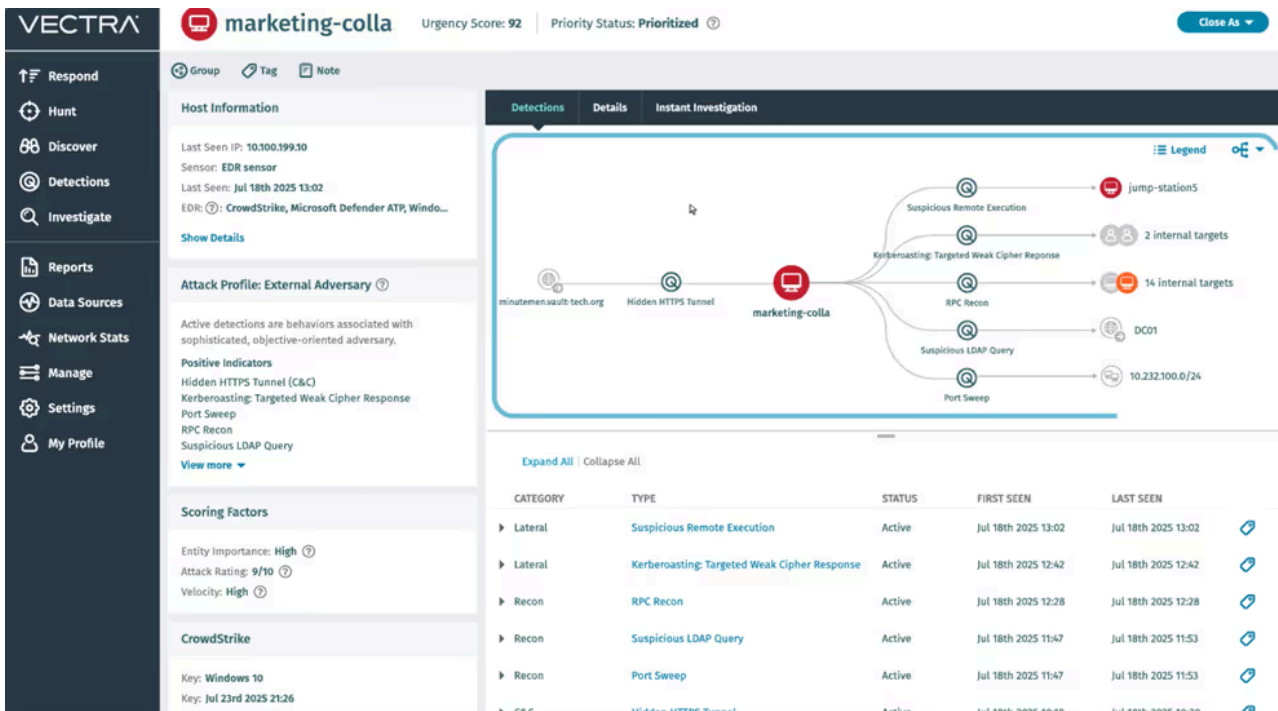 VECTRA
marketing-colla
Urgency Score: 92
Priority Status: Prioritized
Close As
Respond
Hunt
Discover
Detections
Investigate
Reports
Data Sources
Network Stats
Manage
Settings
My Profile
Group
Tag
Note
Host Information
Last Seen IP: 10.100.199.10
Sensor: EDR sensor
Last Seen: Jul 18th 2025 13:02
EDR: : CrowdStrike, Microsoft Defender ATP, Windo...
Show Details
Attack Profile: External Adversary
Active detections are behaviors associated with
sophisticated, objective-oriented adversary.
Positive Indicators
Hidden HTTPS Tunnel (C&C)
Kerberoasting: Targeted Weak Cipher Response
Port Sweep
RPC Recon
Suspicious LDAP Query
View more
Scoring Factors
Entity Importance: High
Attack Rating: 9/10
Velocity: High
CrowdStrike
Key: Windows 10
Key: Jul 23rd 2025 21:26
Detections
Details
Instant Investigation
Legend
minutemen.vault-tech.org
Hidden HTTPS Tunnel
marketing-colla
Suspicious Remote Execution
jump-station5
Kerberoasting: Targeted Weak Cipher Reponse
2 internal targets
RPC Recon
14 internal targets
Suspicious LDAP Query
DC01
Port Sweep
10.232.100.0/24
Expand All | Collapse All
CATEGORY TYPE STATUS FIRST SEEN LAST SEEN
Lateral Suspicious Remote Execution Active Jul 18th 2025 13:02 Jul 18th 2025 13:02
Lateral Kerberoasting: Targeted Weak Cipher Response Active Jul 18th 2025 12:42 Jul 18th 2025 12:42
Recon RPC Recon Active Jul 18th 2025 12:28 Jul 18th 2025 12:28
Recon Suspicious LDAP Query Active Jul 18th 2025 11:47 Jul 18th 2025 11:53
Recon Port Sweep Active Jul 18th 2025 11:47 Jul 18th 2025 11:53